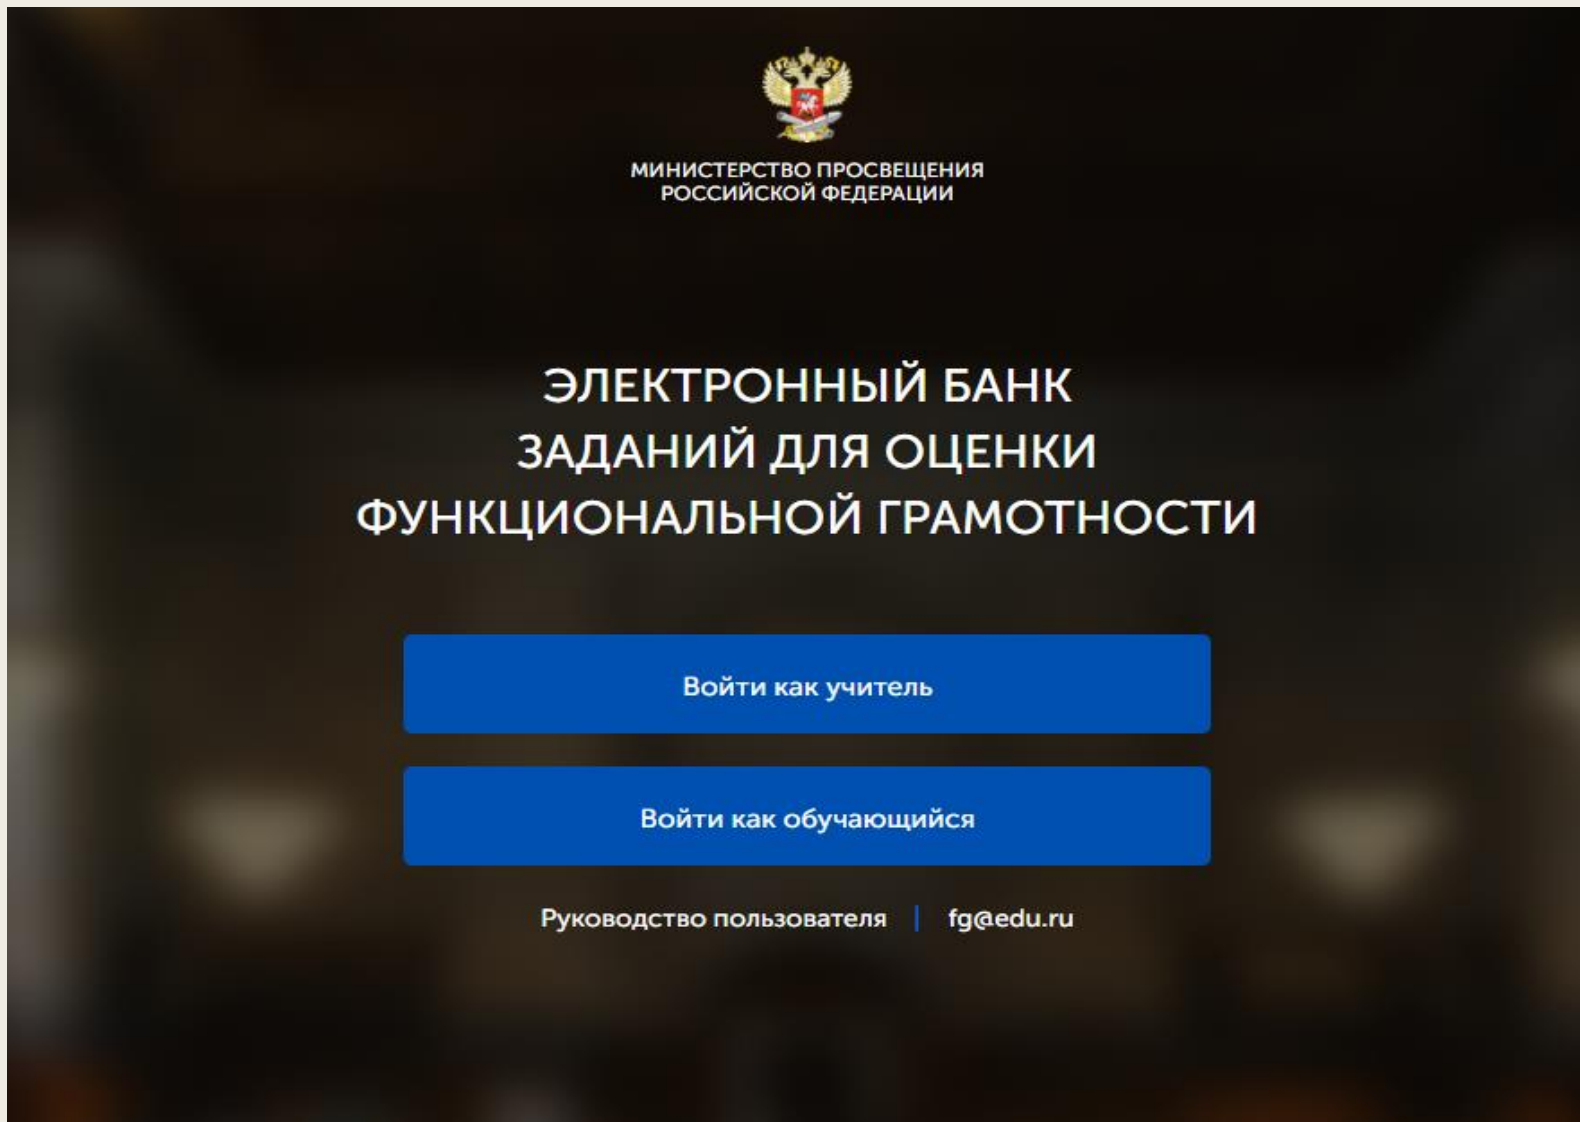 МИНИСТЕРСТВО ПРОСВЕЩЕНИЯ
РОССИЙСКОЙ ФЕДЕРАЦИИ
ЭЛЕКТРОННЫЙ БАНК
ЗАДАНИЙ ДЛЯ ОЦЕНКИ
ФУНКЦИОНАЛЬНОЙ ГРАМОТНОСТИ
Войти как учитель
Войти как обучающийся
Руководство пользователя | fg@edu.ru